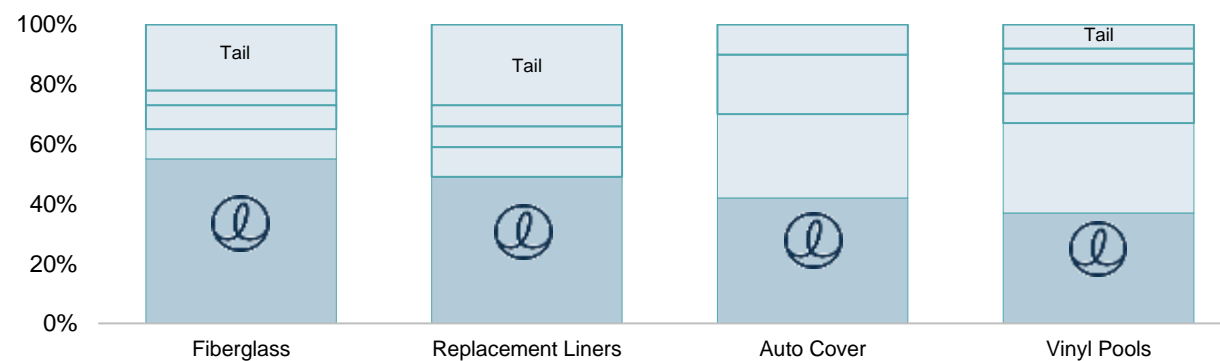 100%
Tail
Tail
Tail
80%
60%
40%
20%
0%
Fiberglass
Replacement Liners
Auto Cover
Vinyl Pools